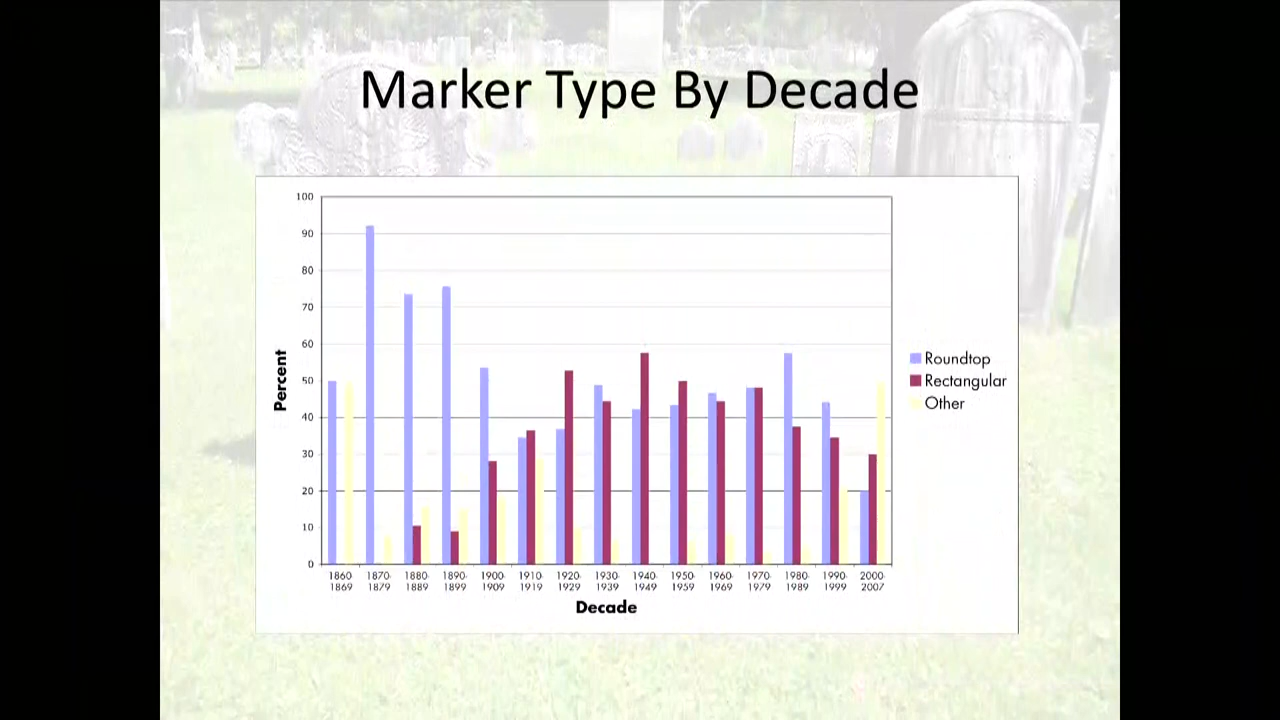 Marker Type By Decade
100
90
80
70
60
50
40
30
20
10
0
Percent
1860- 1870- 1880- 1890- 1900- 1910- 1920- 1930- 1940- 1950- 1960- 1970- 1980- 1990- 2000-
1869 1879 1889 1899 1909 1919 1929 1939 1949 1959 1969 1979 1989 1999 2007
Decade
Roundtop
Rectangular
Other